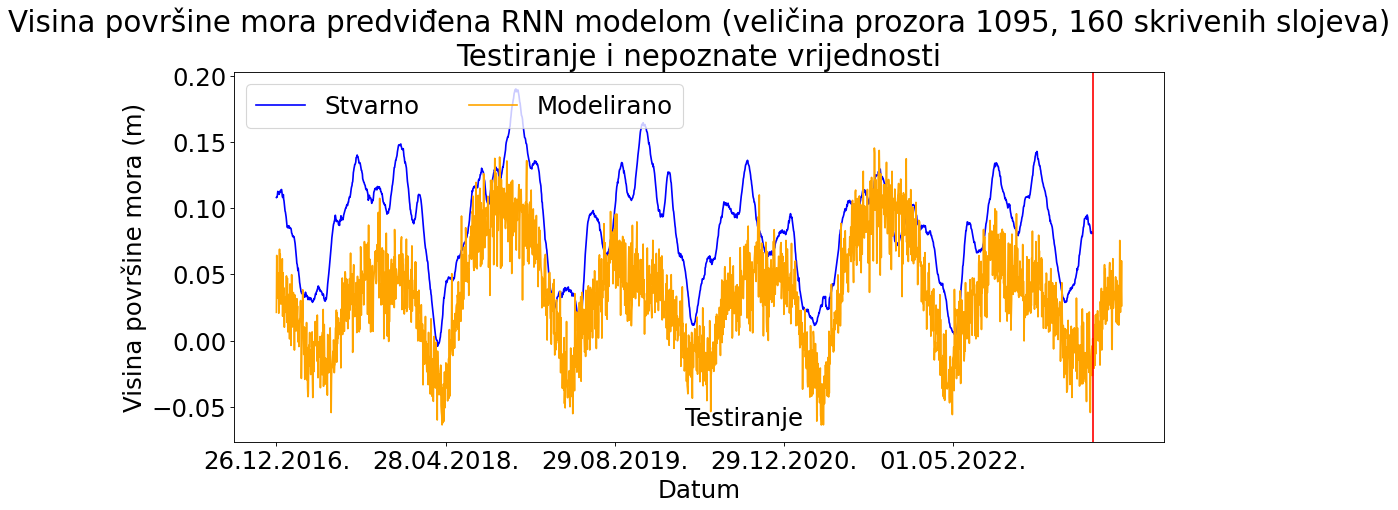 Visina površine mora predviđena RNN modelom (veličina prozora 1095, 160 skrivenih slojeva)
Testiranje i nepoznate vrijednosti
Stvarno
Modelirano
Visina površine mora (m)
0.20
0.15
0.10
0.05
0.00
−0.05
Testiranje
26.12.2016.
28.04.2018.
29.08.2019.
29.12.2020.
01.05.2022.
Datum